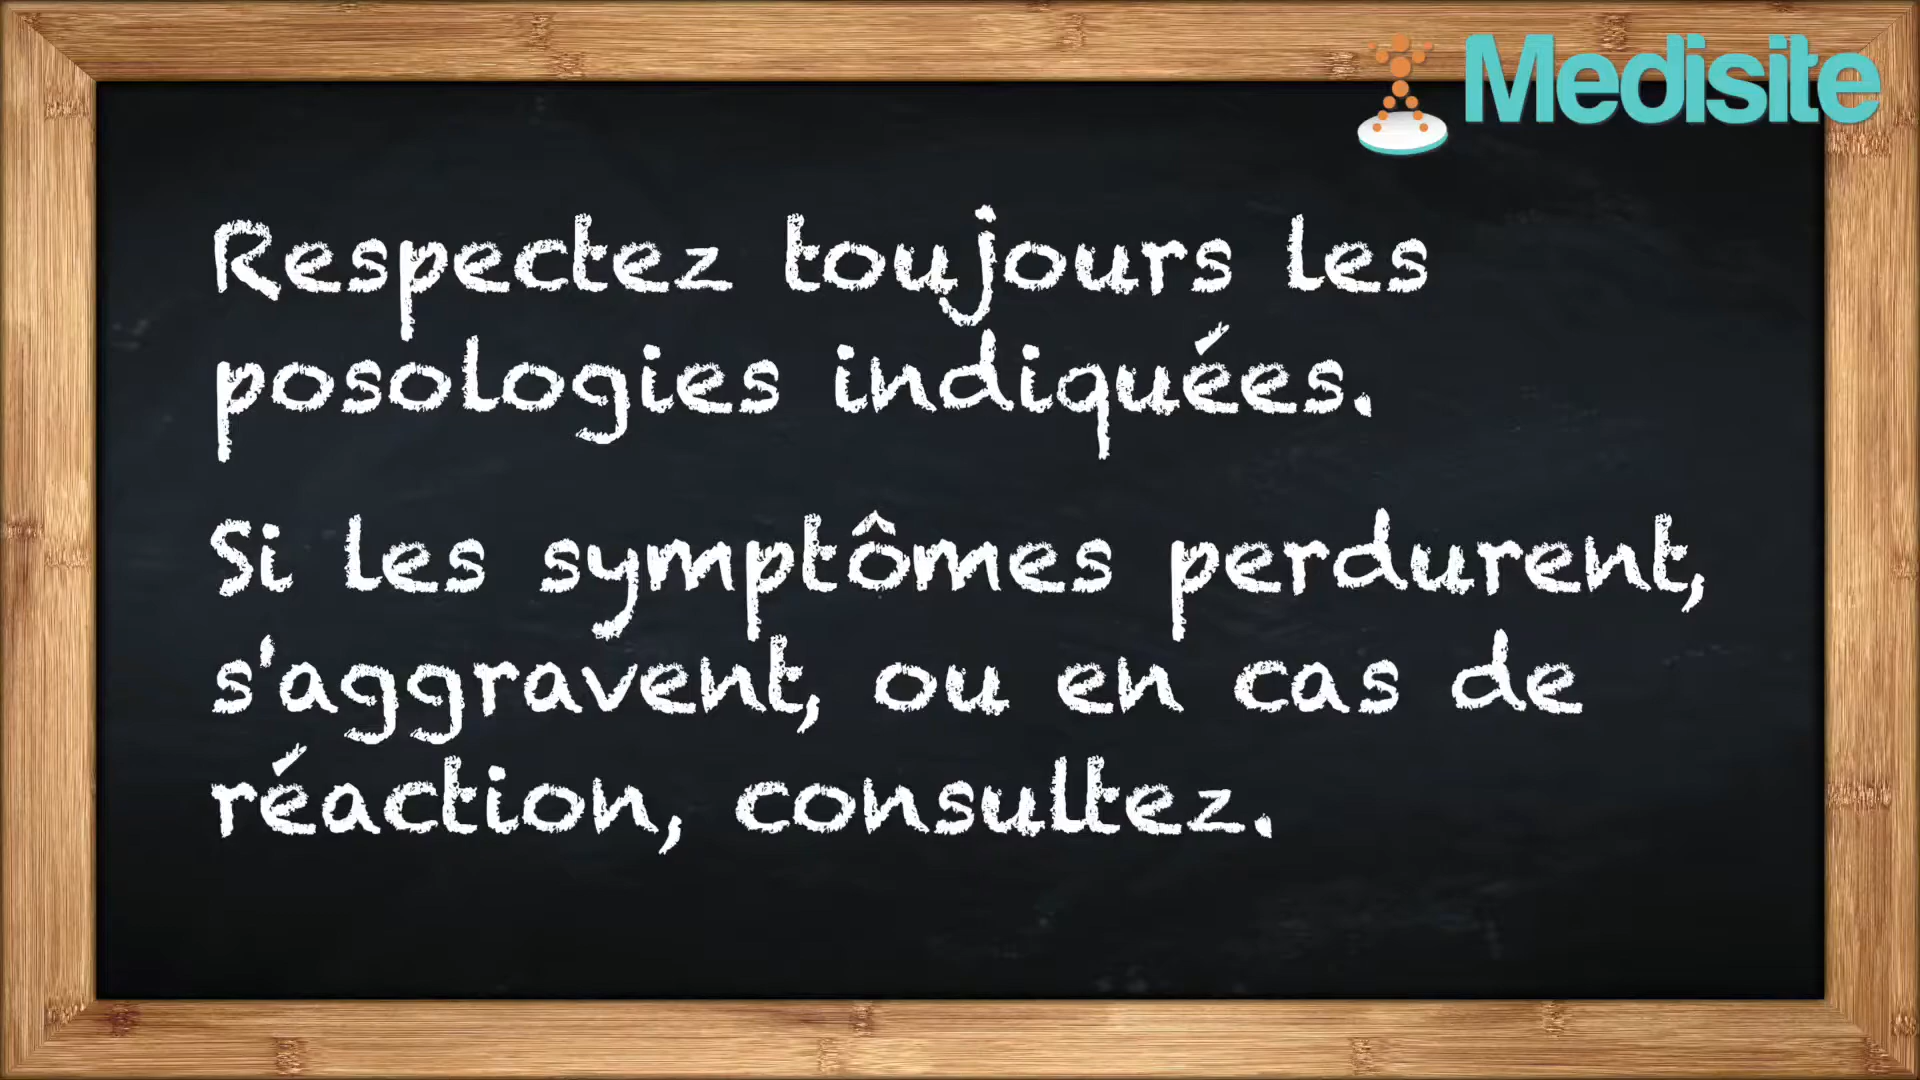 Medisite
Respectez toujours les
posologies indiquées.
Si les symptômes perdurent,
s'aggravent, ou en cas de
réaction, consultez.